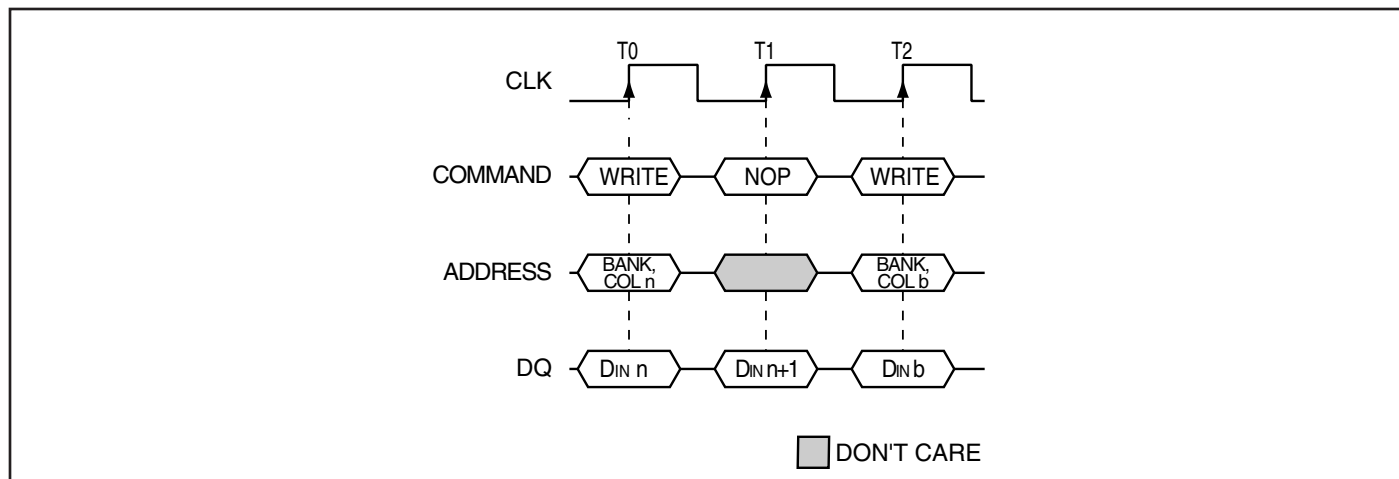 T0 T1 T2
CLK
COMMAND WRITE NOP WRITE
ADDRESS BANK, COL n BANK, COL b
DQ DIN n DIN n+1 DIN b
DON'T CARE